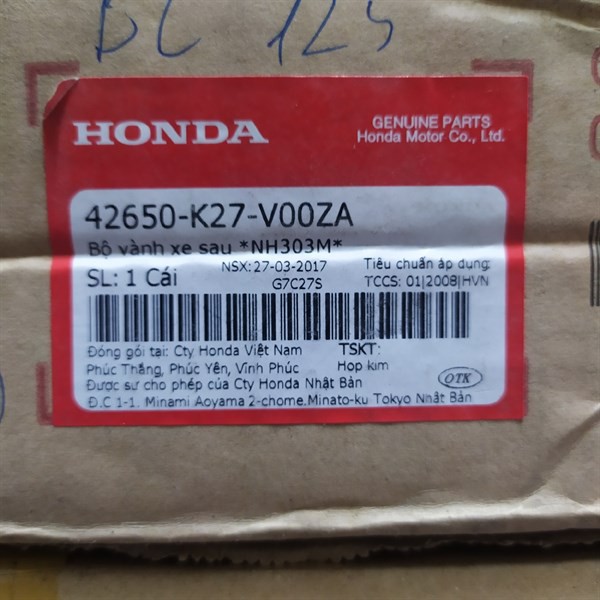 BC 125
HONDA
GENUINE PARTS
Honda Motor Co., Ltd.
42650-K27-V00ZA
Bộ vành xe sau *NH303M*
SL: 1 Cái
NSX:27-03-2017
G7C27S
Tiêu chuẩn áp dụng:
TCCS: 01|2008|HVN
Đóng gói tại: Cty Honda Việt Nam
Phúc Thắng, Phúc Yên, Vĩnh Phúc
TSKT:
Hợp kim
Được sự cho phép của Cty Honda Nhật Bản
OTK
Đ.C 1-1. Minami Aoyama 2-chome.Minato-ku Tokyo Nhật Bản